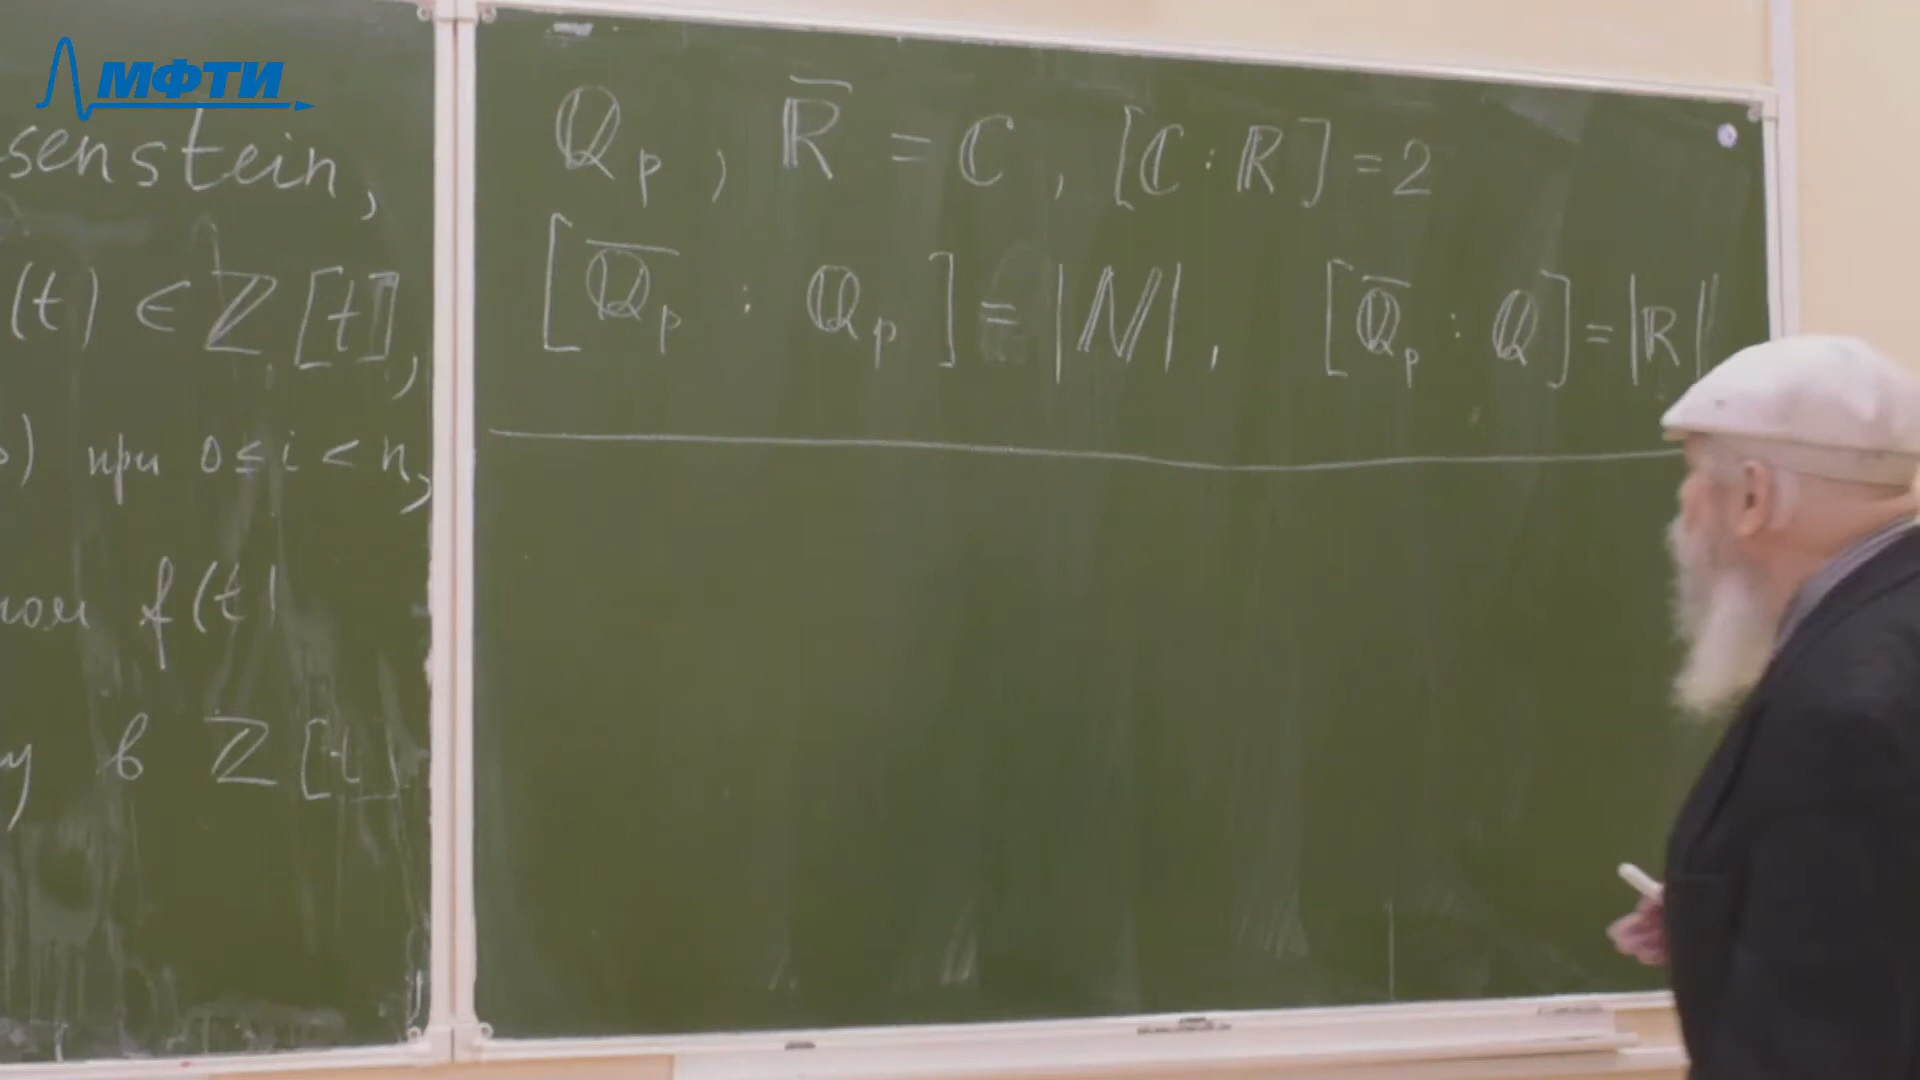 МФТИ
senstein,
(t) ∈ ℤ[t],
) при 0 ≤ i < n,
f(t)
в ℤ[t]
ℚ_p, ℝ̅ = ℂ, [ℂ : ℝ] = 2
[ℚ̅_p : ℚ_p] = |ℕ|, [ℚ̅_p : ℚ] = |ℝ|